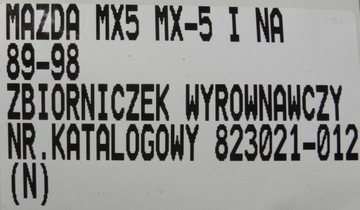 MAZDA MX5 MX-5 I NA
89-98
ZBIORNICZEK WYROWNAWCZY
NR.KATALOGOWY 823021-012
(N)